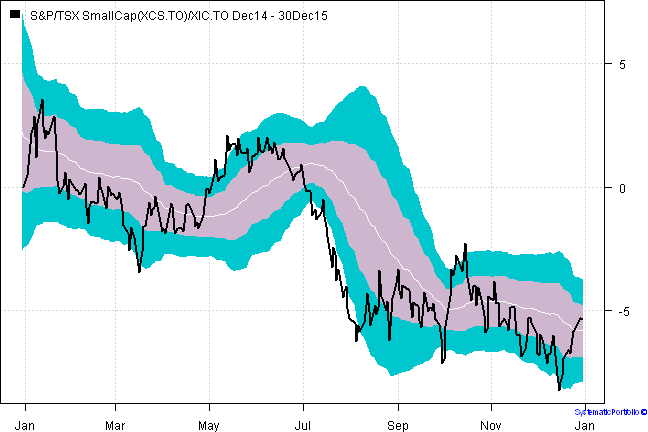 S&P/TSX SmallCap(XCS.TO)/XIC.TO Dec14 - 30Dec15
5
0
-5
Jan Mar May Jul Sep Nov Jan
SystematicPortfolio ©